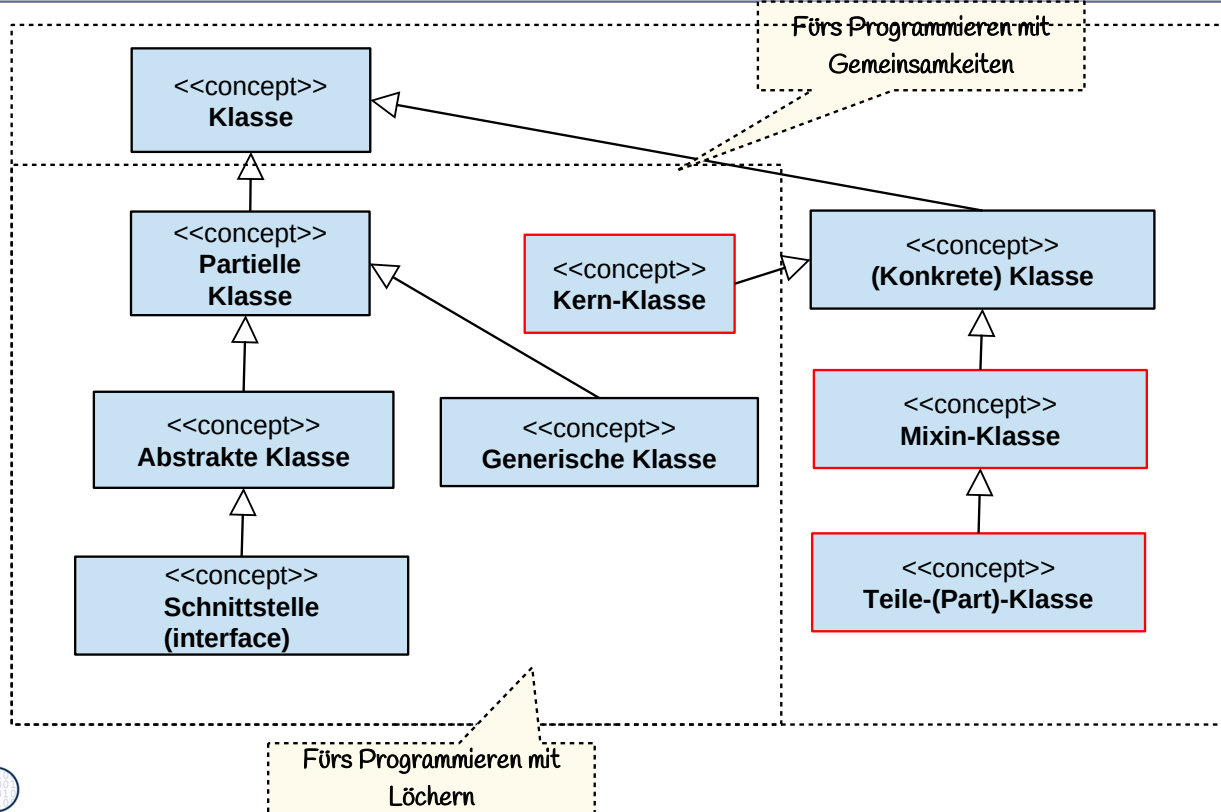 Fürs Programmieren mit
Gemeinsamkeiten
<<concept>>
Klasse
<<concept>>
Partielle
Klasse
<<concept>>
Kern-Klasse
<<concept>>
(Konkrete) Klasse
<<concept>>
Abstrakte Klasse
<<concept>>
Generische Klasse
<<concept>>
Mixin-Klasse
<<concept>>
Schnittstelle
(interface)
<<concept>>
Teile-(Part)-Klasse
Fürs Programmieren mit
Löchern